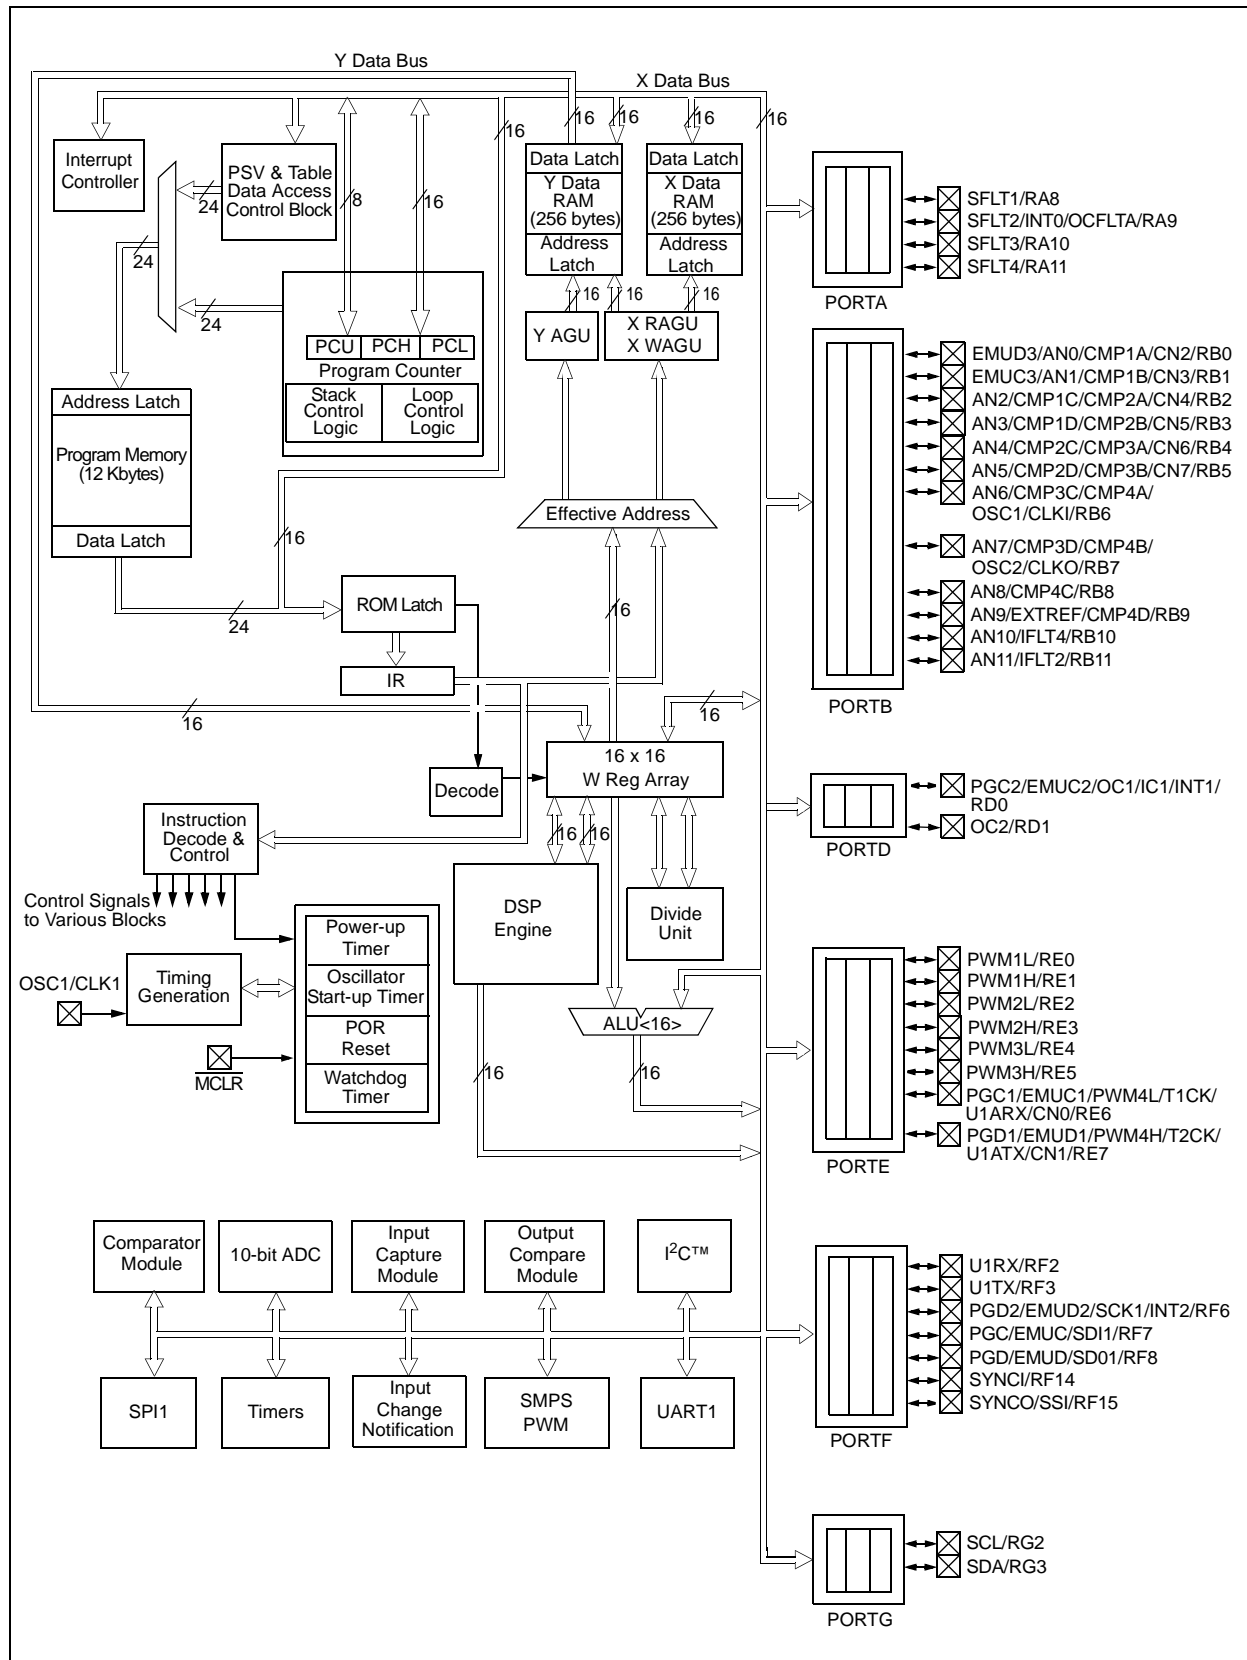 Y Data Bus
X Data Bus
16
16
16
16
16
Interrupt
Controller
PSV & Table
Data Access
Control Block
24
8
16
24
24
Data Latch
Y Data
RAM
(256 bytes)
Address
Latch
Data Latch
X Data
RAM
(256 bytes)
Address
Latch
16
16
16
Y AGU
X RAGU
X WAGU
PCU
PCH
PCL
Program Counter
Stack
Control
Logic
Loop
Control
Logic
Address Latch
Program Memory
(12 Kbytes)
Data Latch
Effective Address
16
24
ROM Latch
16
IR
16
16
16 x 16
W Reg Array
Decode
Instruction
Decode &
Control
16
16
Control Signals
to Various Blocks
DSP
Engine
Divide
Unit
Power-up
Timer
Oscillator
Start-up Timer
POR
Reset
Watchdog
Timer
OSC1/CLK1
Timing
Generation
MCLR
ALU<16>
16
16
Comparator
Module
10-bit ADC
Input
Capture
Module
Output
Compare
Module
I²C™
SPI1
Timers
Input
Change
Notification
SMPS
PWM
UART1
SFLT1/RA8
SFLT2/INT0/OCFLTA/RA9
SFLT3/RA10
SFLT4/RA11
PORTA
EMUD3/AN0/CMP1A/CN2/RB0
EMUC3/AN1/CMP1B/CN3/RB1
AN2/CMP1C/CMP2A/CN4/RB2
AN3/CMP1D/CMP2B/CN5/RB3
AN4/CMP2C/CMP3A/CN6/RB4
AN5/CMP2D/CMP3B/CN7/RB5
AN6/CMP3C/CMP4A/
OSC1/CLKI/RB6
AN7/CMP3D/CMP4B/
OSC2/CLKO/RB7
AN8/CMP4C/RB8
AN9/EXTREF/CMP4D/RB9
AN10/IFLT4/RB10
AN11/IFLT2/RB11
PORTB
PGC2/EMUC2/OC1/IC1/INT1/
RD0
OC2/RD1
PORTD
PWM1L/RE0
PWM1H/RE1
PWM2L/RE2
PWM2H/RE3
PWM3L/RE4
PWM3H/RE5
PGC1/EMUC1/PWM4L/T1CK/
U1ARX/CN0/RE6
PGD1/EMUD1/PWM4H/T2CK/
U1ATX/CN1/RE7
PORTE
U1RX/RF2
U1TX/RF3
PGD2/EMUD2/SCK1/INT2/RF6
PGC/EMUC/SDI1/RF7
PGD/EMUD/SD01/RF8
SYNCI/RF14
SYNCO/SSI/RF15
PORTF
SCL/RG2
SDA/RG3
PORTG